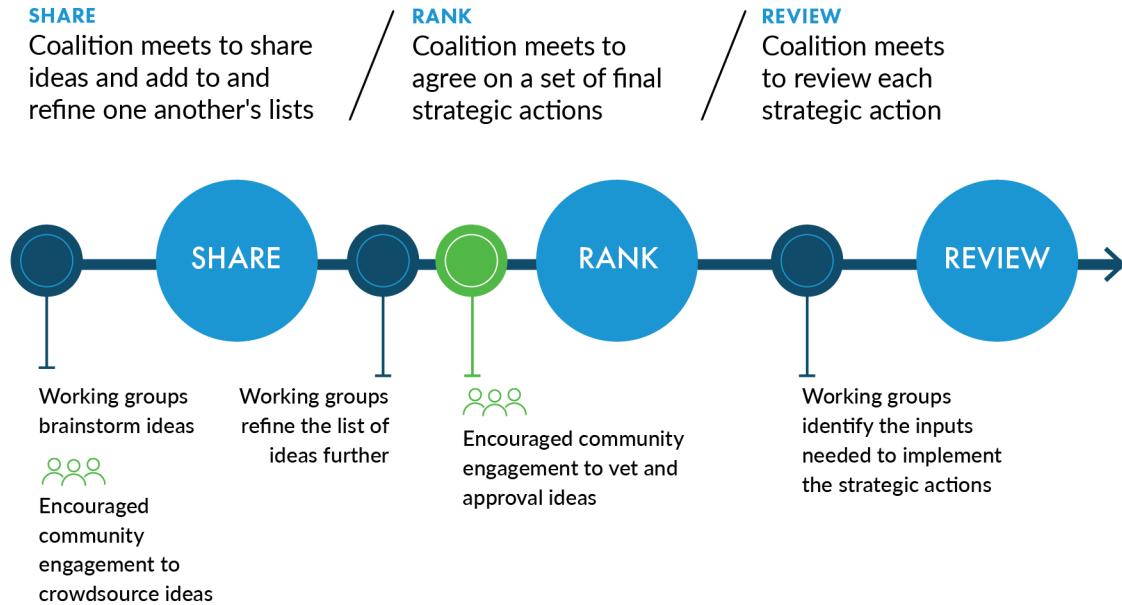 SHARE
Coalition meets to share
ideas and add to and
refine one another's lists
RANK
Coalition meets to
agree on a set of final
strategic actions
REVIEW
Coalition meets
to review each
strategic action
SHARE
RANK
REVIEW
Working groups
brainstorm ideas
Encouraged
community
engagement to
crowdsource ideas
Working groups
refine the list of
ideas further
Encouraged community
engagement to vet and
approval ideas
Working groups
identify the inputs
needed to implement
the strategic actions